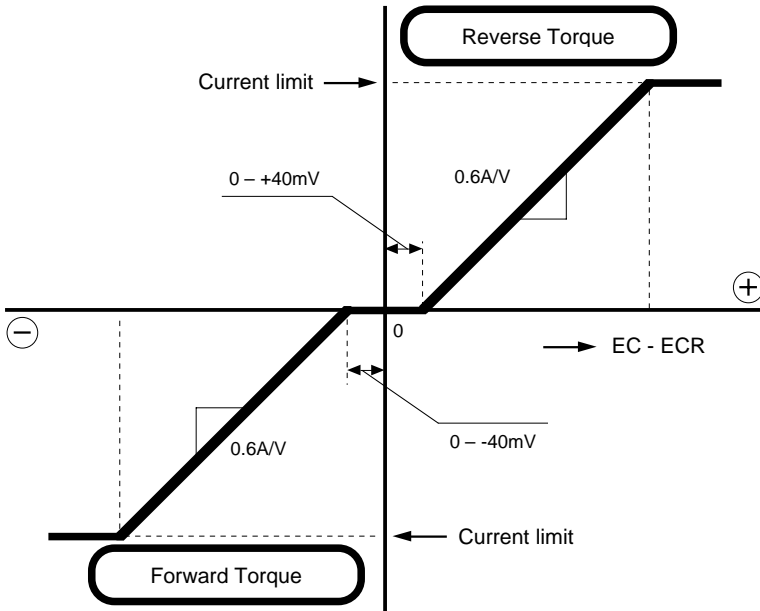 Reverse Torque
Current limit
0 – +40mV
0.6A/V
+
−
0
EC - ECR
0.6A/V
0 – -40mV
Current limit
Forward Torque